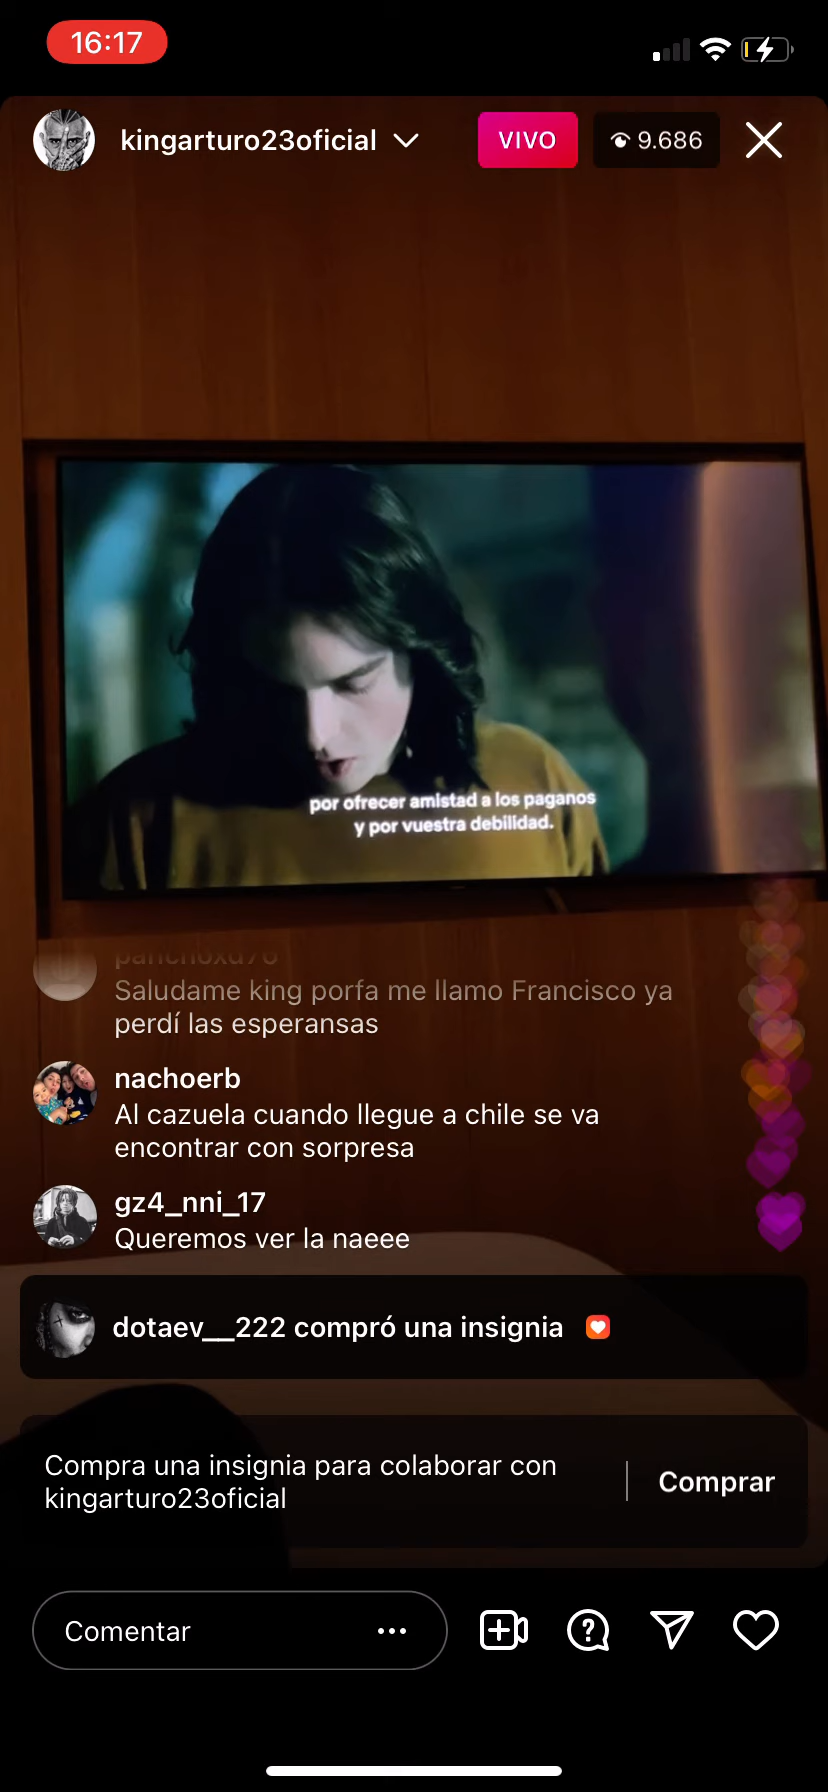 16:17
kingarturo23oficial
VIVO
9.686
por ofrecer amistad a los paganos
y por vuestra debilidad.
panchoxd76
Saludame king porfa me llamo Francisco ya
perdí las esperansas
nachoerb
Al cazuela cuando llegue a chile se va
encontrar con sorpresa
gz4_nni_17
Queremos ver la naeee
dotaev__222 compró una insignia
Compra una insignia para colaborar con
kingarturo23oficial
Comprar
Comentar